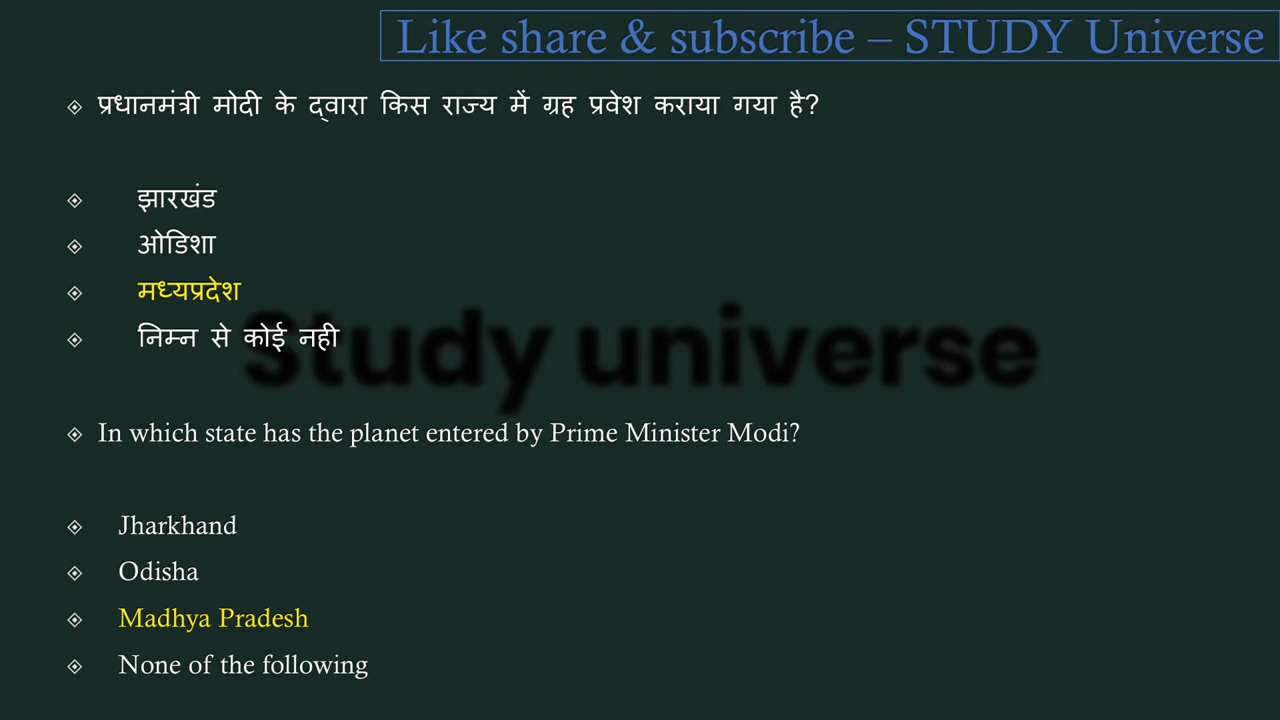 Like share & subscribe – STUDY Universe
प्रधानमंत्री मोदी के द्वारा किस राज्य में ग्रह प्रवेश कराया गया है?
झारखंड
ओडिशा
मध्यप्रदेश
निम्न से कोई नही
Study universe
In which state has the planet entered by Prime Minister Modi?
Jharkhand
Odisha
Madhya Pradesh
None of the following